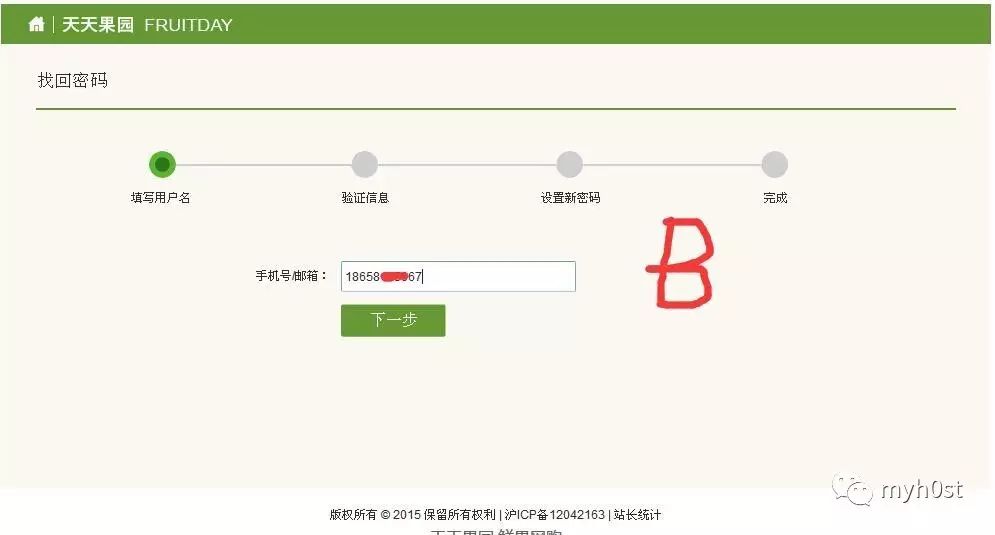 天天果园 FRUITDAY
找回密码
填写用户名 验证信息 设置新密码 完成
B
手机号/邮箱： 18658 67
下一步
myh0st
版权所有 © 2015 保留所有权利 | 沪ICP备12042163 | 站长统计